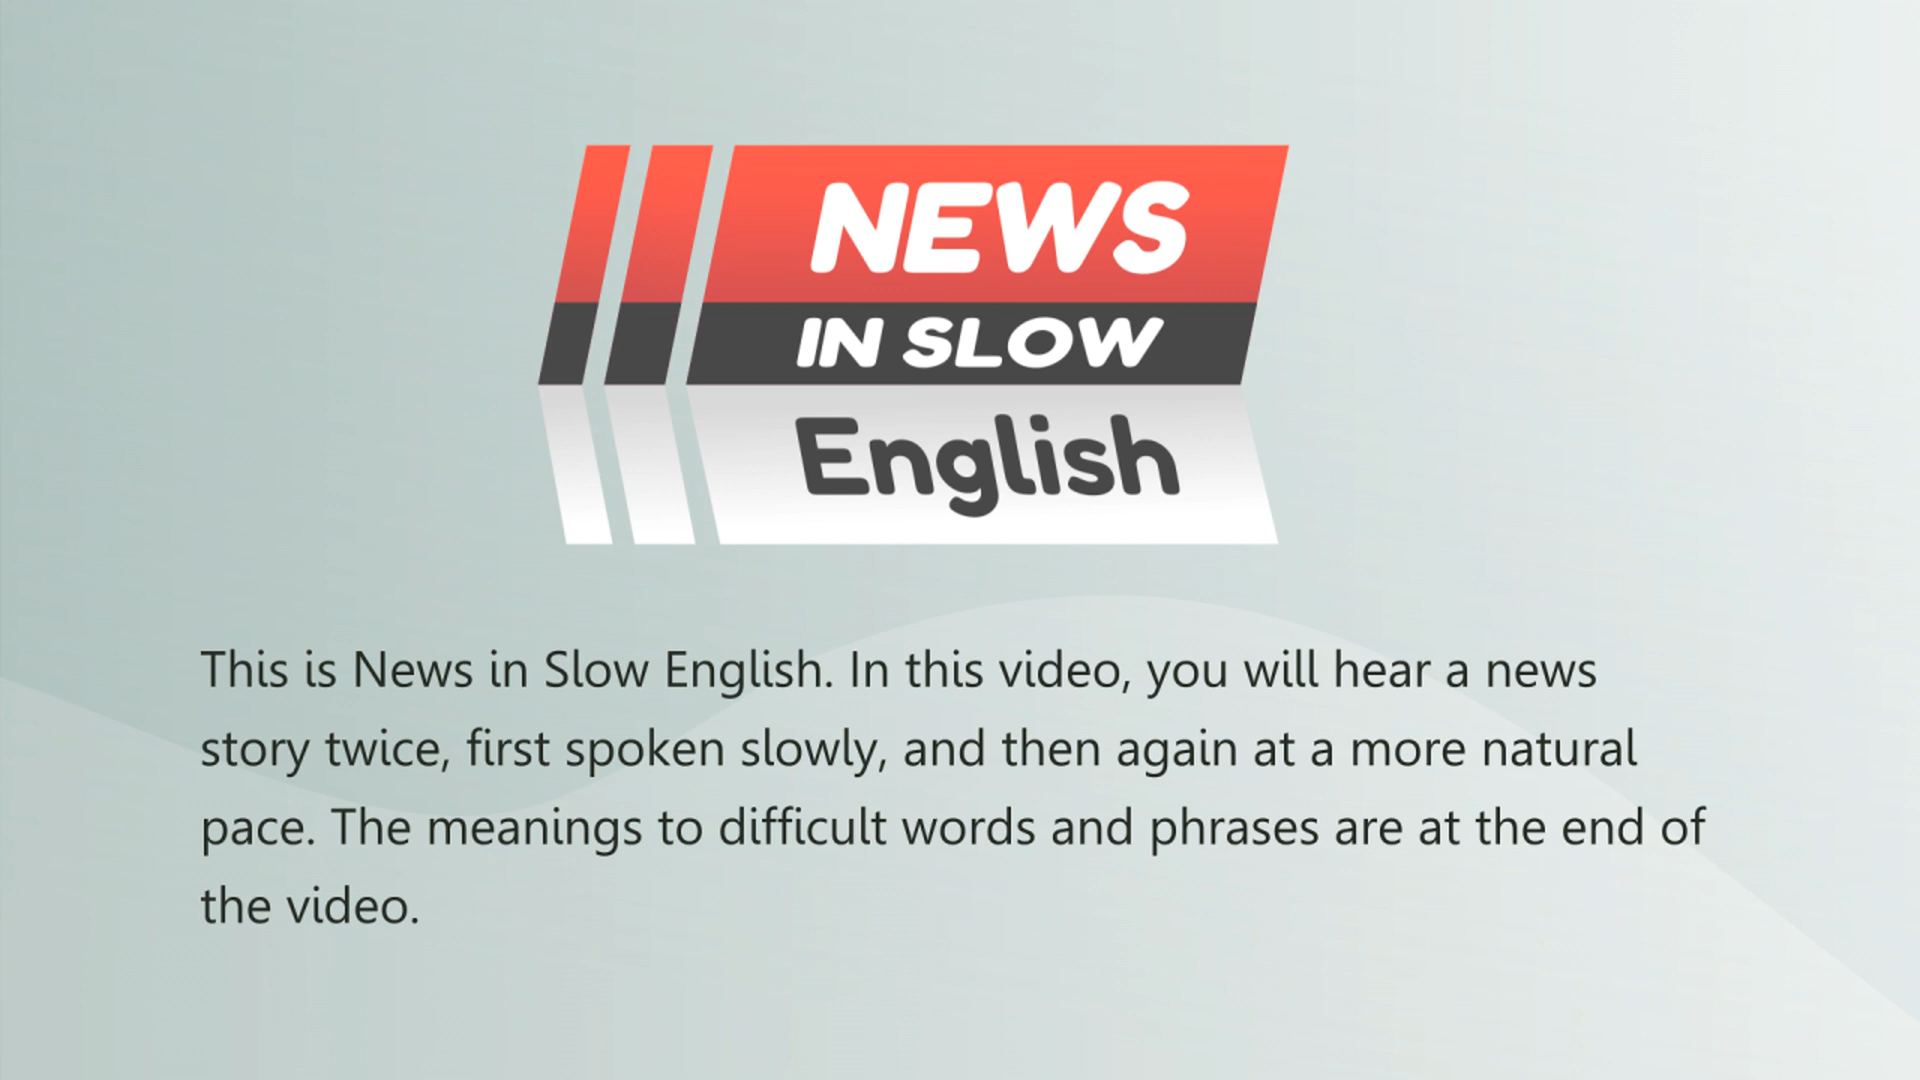 NEWS
IN SLOW
English
This is News in Slow English. In this video, you will hear a news
story twice, first spoken slowly, and then again at a more natural
pace. The meanings to difficult words and phrases are at the end of
the video.